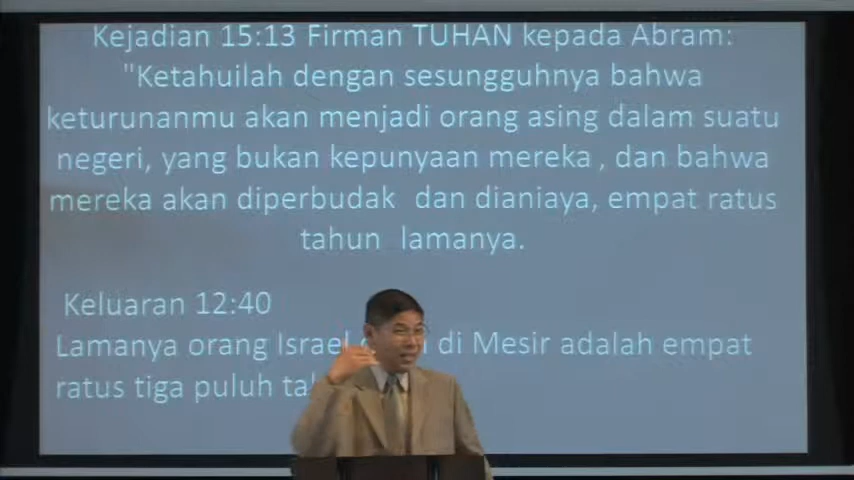 Kejadian 15:13 Firman TUHAN kepada Abram:
"Ketahuilah dengan sesungguhnya bahwa
keturunanmu akan menjadi orang asing dalam suatu
negeri, yang bukan kepunyaan mereka , dan bahwa
mereka akan diperbudak dan dianiaya, empat ratus
tahun lamanya.
Keluaran 12:40
Lamanya orang Israel di Mesir adalah empat
ratus tiga puluh